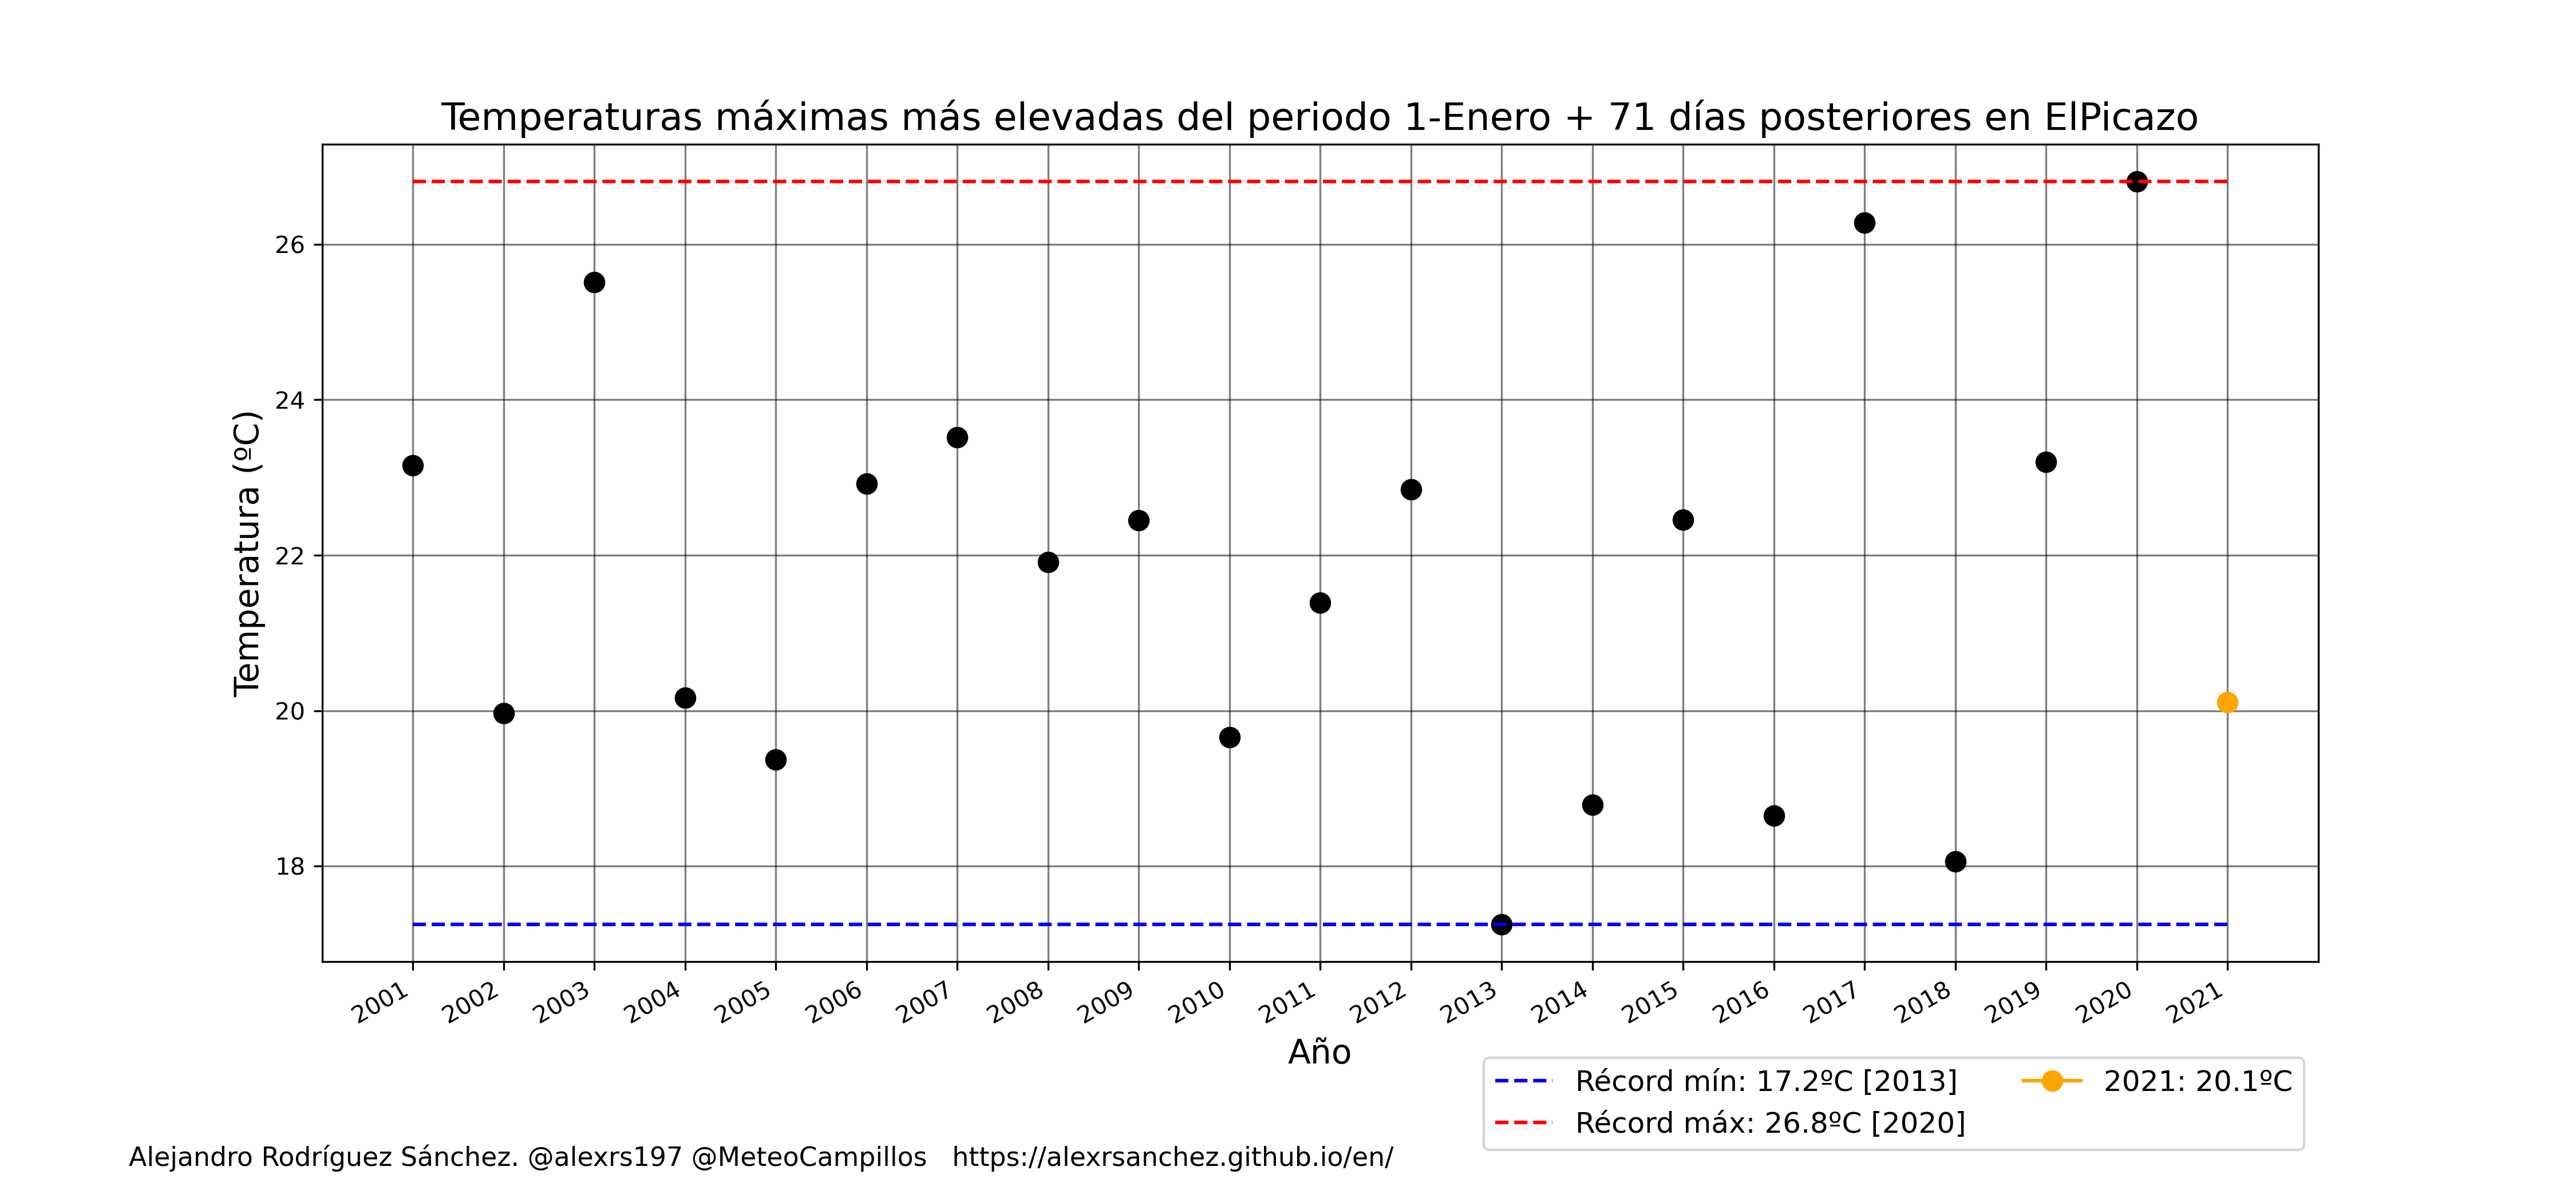 Temperaturas máximas más elevadas del periodo 1-Enero + 71 días posteriores en ElPicazo
Temperatura (ºC)
26
24
22
20
18
2001 2002 2003 2004 2005 2006 2007 2008 2009 2010 2011 2012 2013 2014 2015 2016 2017 2018 2019 2020 2021
Año
Récord mín: 17.2ºC [2013]
Récord máx: 26.8ºC [2020]
2021: 20.1ºC
Alejandro Rodríguez Sánchez. @alexrs197 @MeteoCampillos https://alexrsanchez.github.io/en/